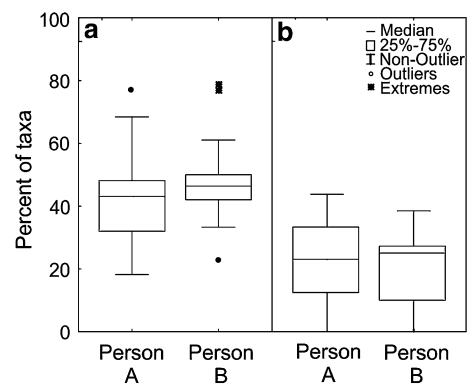 100
80
60
40
20
0
Percent of taxa
a
b
Median
25%-75%
Non-Outlier
Outliers
Extremes
Person A
Person B
Person A
Person B